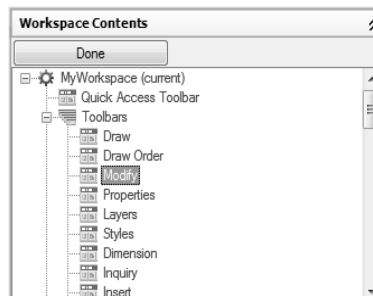 Workspace Contents
Done
MyWorkspace (current)
Quick Access Toolbar
Toolbars
Draw
Draw Order
Modify
Properties
Layers
Styles
Dimension
Inquiry
Insert